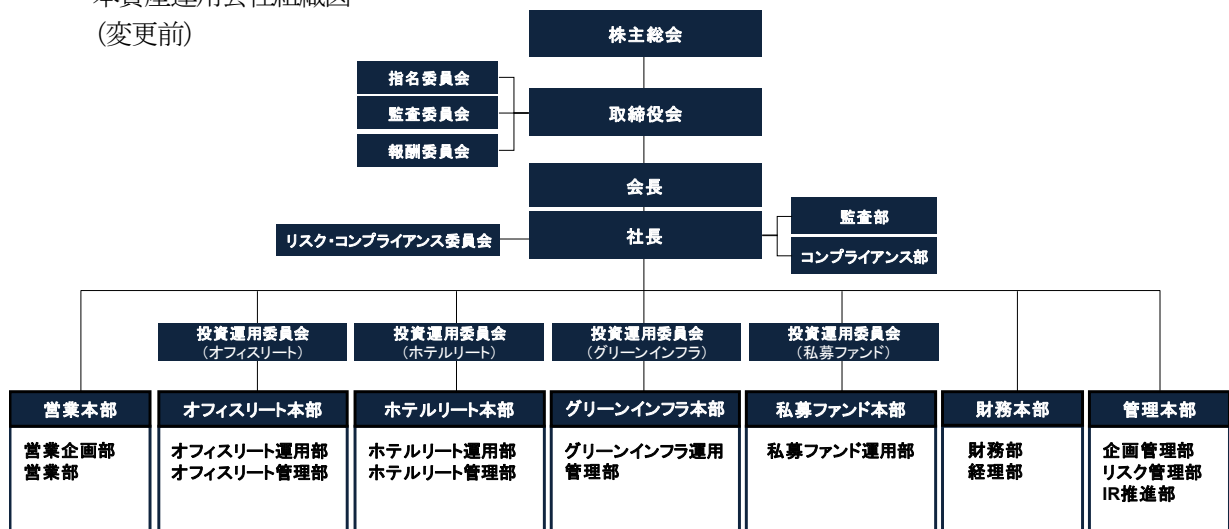 本資産運用会社組織図
(変更前)
株主総会
指名委員会
監査委員会
報酬委員会
取締役会
会長
社長
リスク・コンプライアンス委員会
監査部
コンプライアンス部
投資運用委員会
(オフィスリート)
投資運用委員会
(ホテルリート)
投資運用委員会
(グリーンインフラ)
投資運用委員会
(私募ファンド)
営業本部
営業企画部
営業部
オフィスリート本部
オフィスリート運用部
オフィスリート管理部
ホテルリート本部
ホテルリート運用部
ホテルリート管理部
グリーンインフラ本部
グリーンインフラ運用
管理部
私募ファンド本部
私募ファンド運用部
財務本部
財務部
経理部
管理本部
企画管理部
リスク管理部
IR推進部